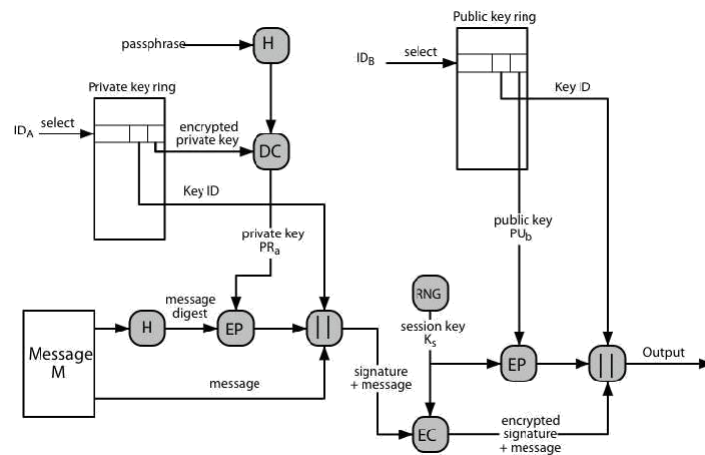 Public key ring
passphrase
H
ID_B
select
Private key ring
Key ID
ID_A
select
encrypted
private key
DC
Key ID
private key
PR_a
public key
PU_b
RNG
message
digest
session key
K_s
Message
M
H
EP
||
EP
||
Output
message
signature
+ message
EC
encrypted
signature
+ message